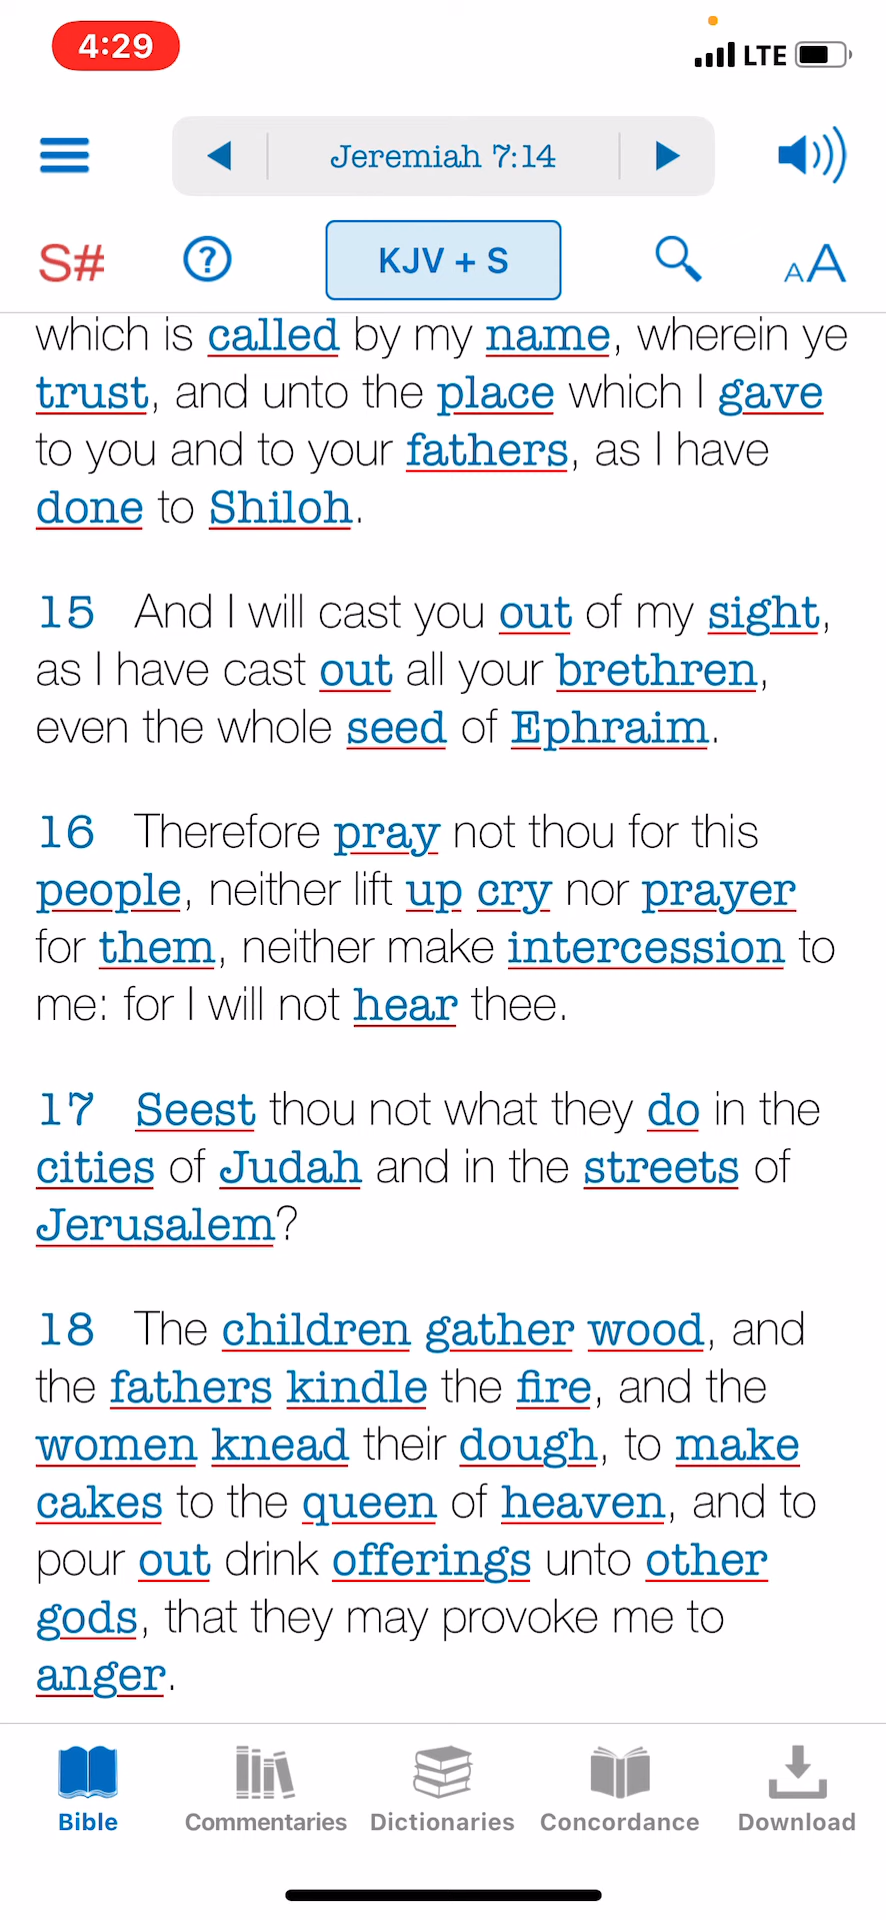 4:29
LTE
Jeremiah 7:14
S#
?
KJV + S
AA
which is called by my name, wherein ye
trust, and unto the place which I gave
to you and to your fathers, as I have
done to Shiloh.
15 And I will cast you out of my sight,
as I have cast out all your brethren,
even the whole seed of Ephraim.
16 Therefore pray not thou for this
people, neither lift up cry nor prayer
for them, neither make intercession to
me: for I will not hear thee.
17 Seest thou not what they do in the
cities of Judah and in the streets of
Jerusalem?
18 The children gather wood, and
the fathers kindle the fire, and the
women knead their dough, to make
cakes to the queen of heaven, and to
pour out drink offerings unto other
gods, that they may provoke me to
anger.
Bible
Commentaries
Dictionaries
Concordance
Download